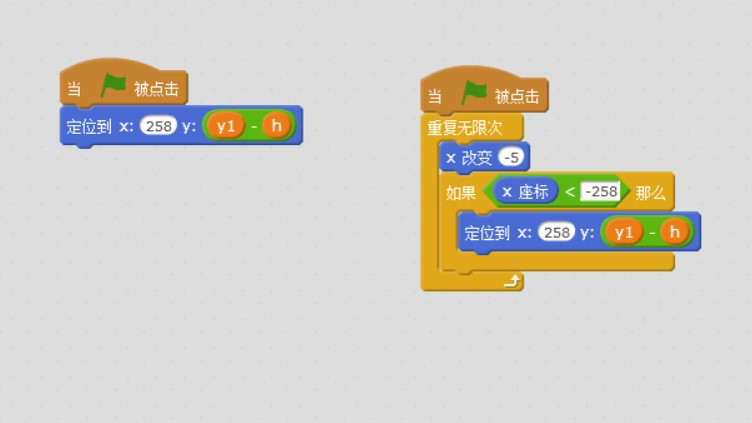 当 被点击
定位到 x: 258 y: y1 - h
当 被点击
重复无限次
x 改变 -5
如果 x 座标 < -258 那么
定位到 x: 258 y: y1 - h